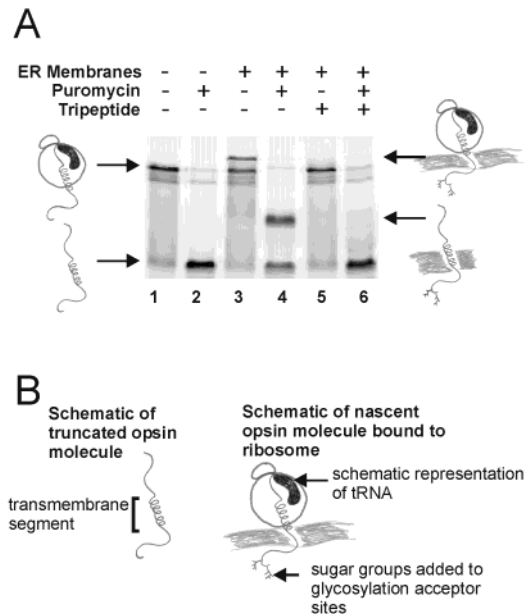 A
ER Membranes - - + + + +
Puromycin - + - + - +
Tripeptide - - - - + +
1 2 3 4 5 6
B
Schematic of
truncated opsin
molecule
transmembrane
segment
Schematic of nascent
opsin molecule bound to
ribosome
schematic representation
of tRNA
sugar groups added to
glycosylation acceptor
sites